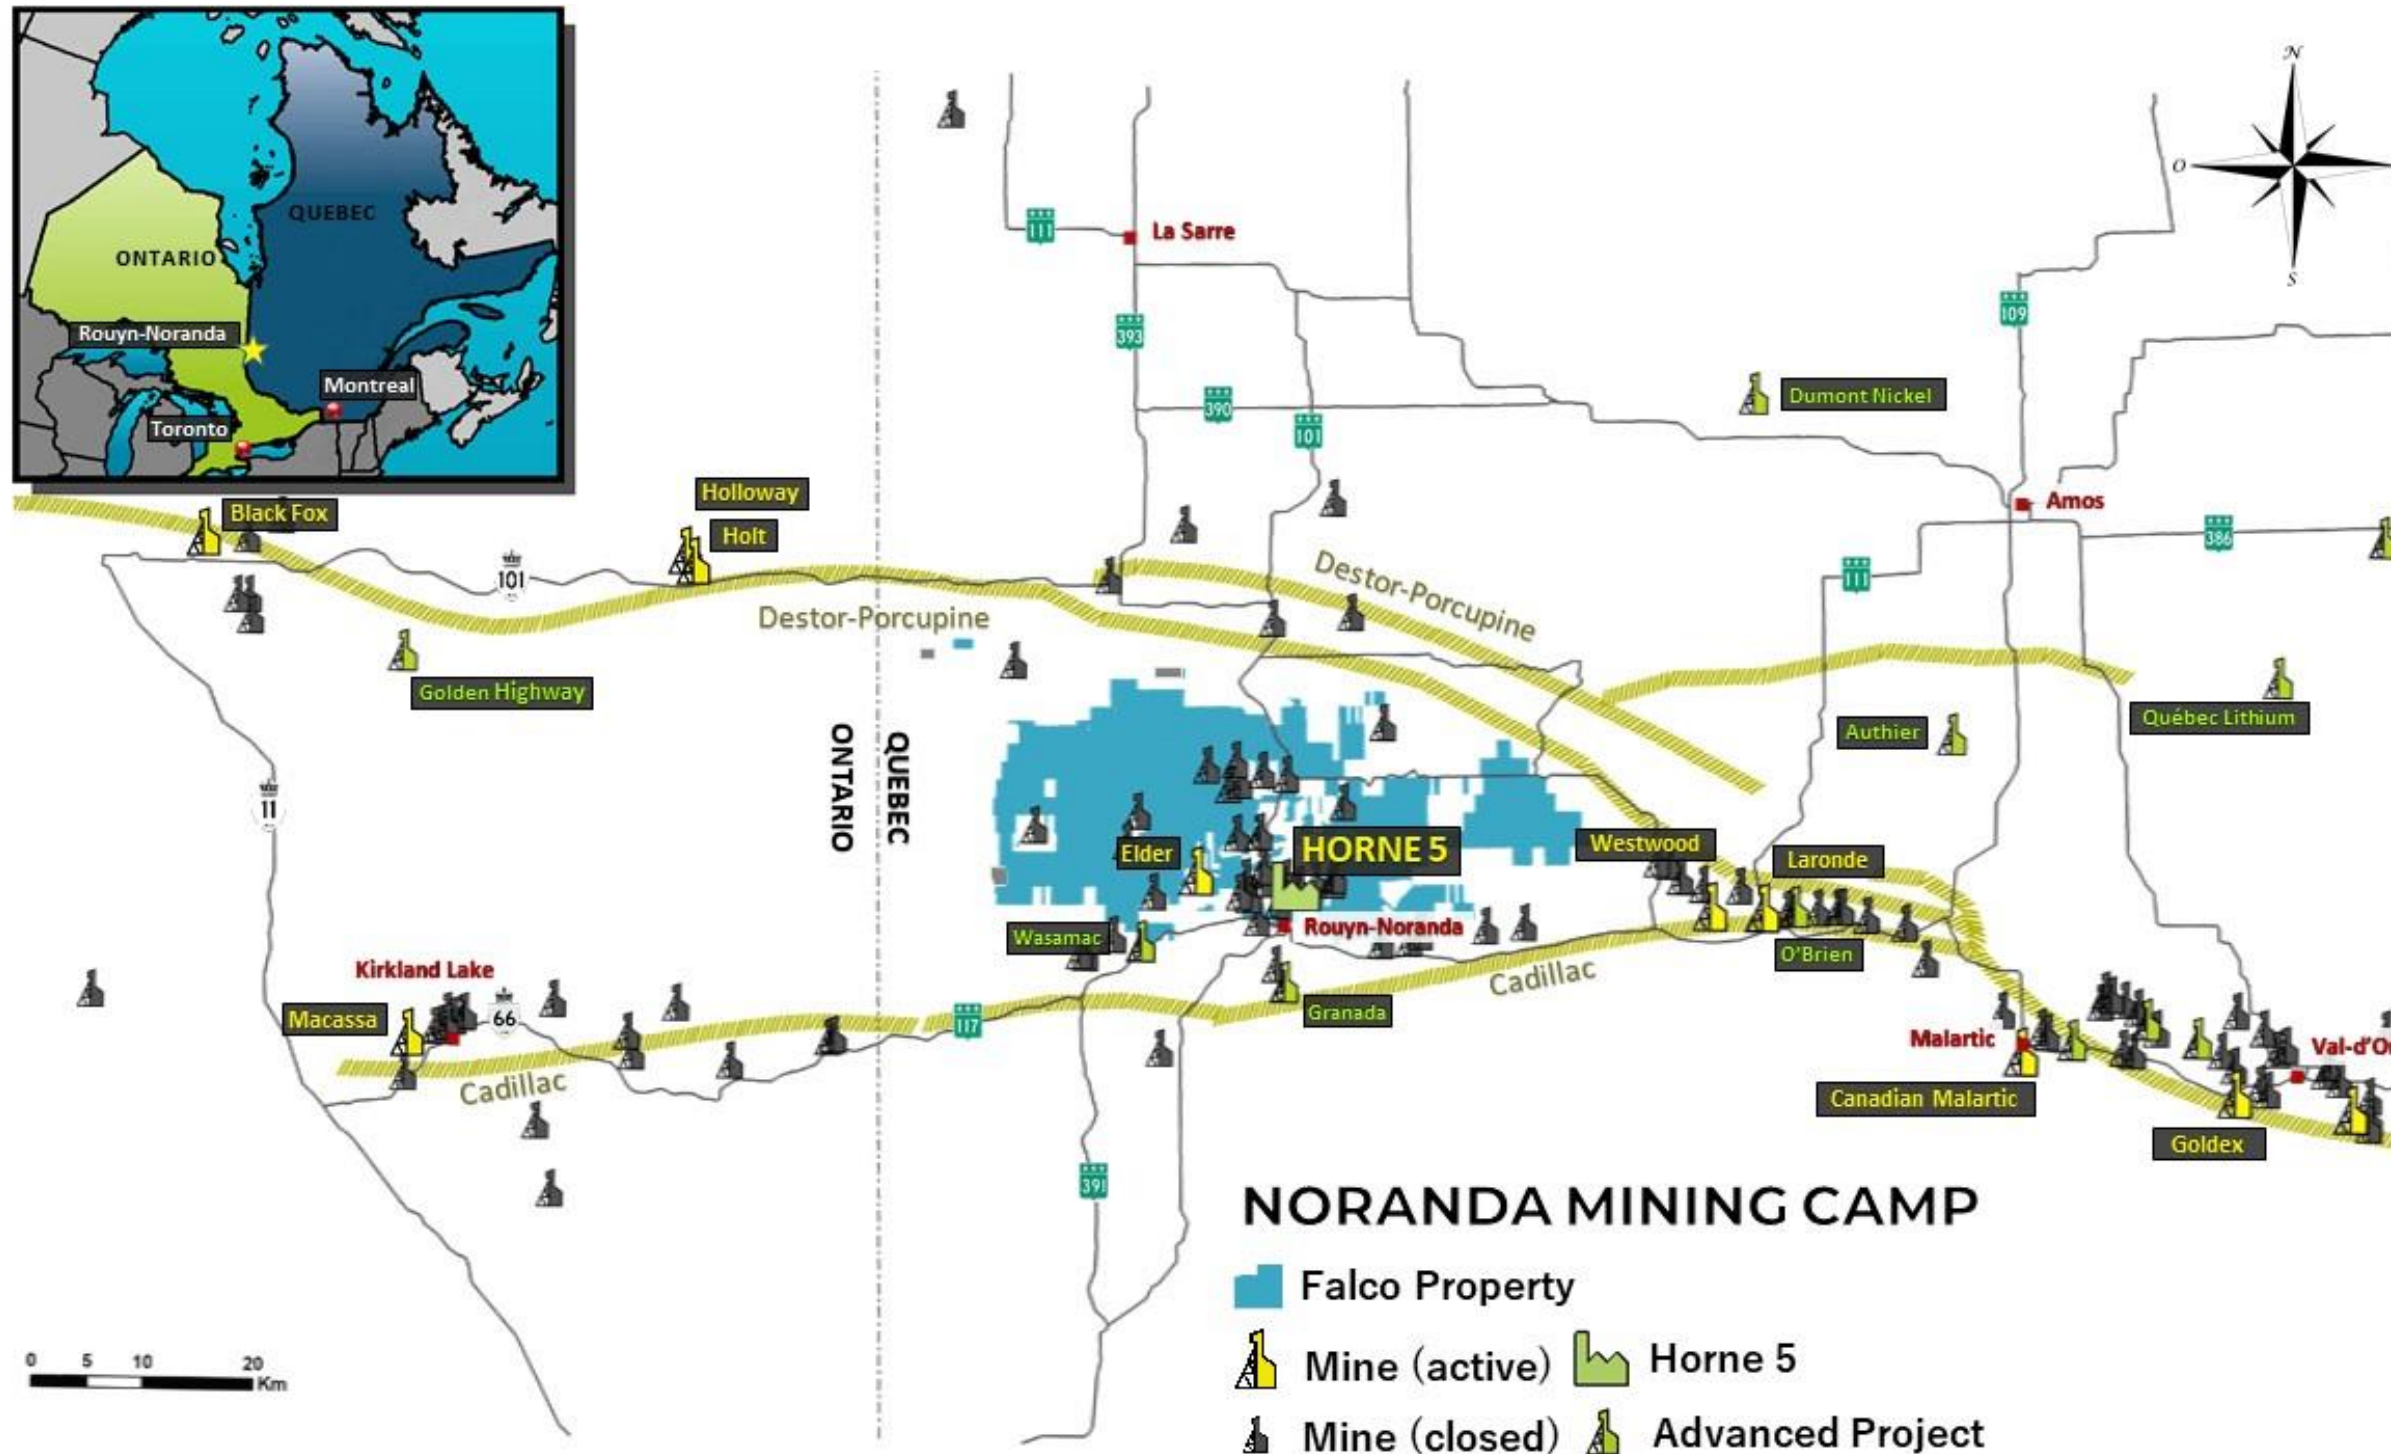 QUEBEC
ONTARIO
Rouyn-Noranda
Montreal
Toronto
N
O
S
111
La Sarre
393
109
390
101
Dumont Nickel
Amos
386
111
Black Fox
Holloway
Holt
101
Destor-Porcupine
Destor-Porcupine
Golden Highway
Québec Lithium
Authier
ONTARIO
QUEBEC
11
Elder
HORNE 5
Westwood
Laronde
Wasamac
Rouyn-Noranda
O'Brien
Kirkland Lake
Cadillac
Macassa
66
117
Granada
Malartic
Val-d'O
Cadillac
Canadian Malartic
Goldex
391
NORANDA MINING CAMP
Falco Property
Mine (active)
Horne 5
Mine (closed)
Advanced Project
0 5 10 20
Km